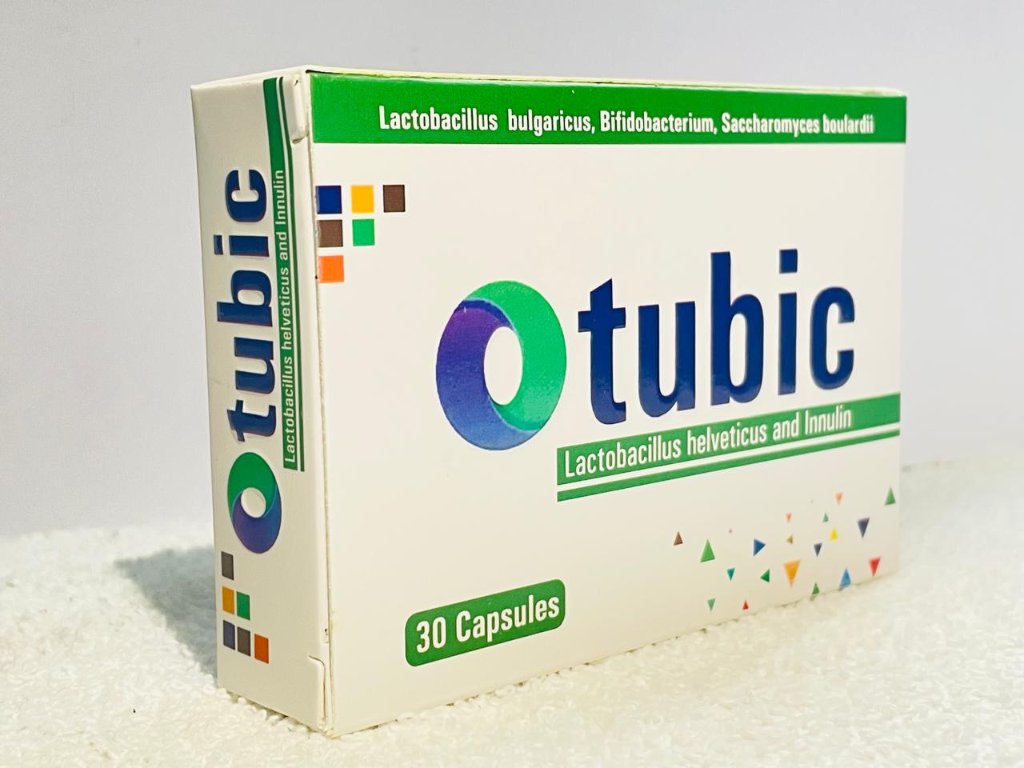 Lactobacillus bulgaricus, Bifidobacterium, Saccharomyces boulardii
Otubic
Lactobacillus helveticus and Innulin
30 Capsules
Otubic
Lactobacillus helveticus and Innulin